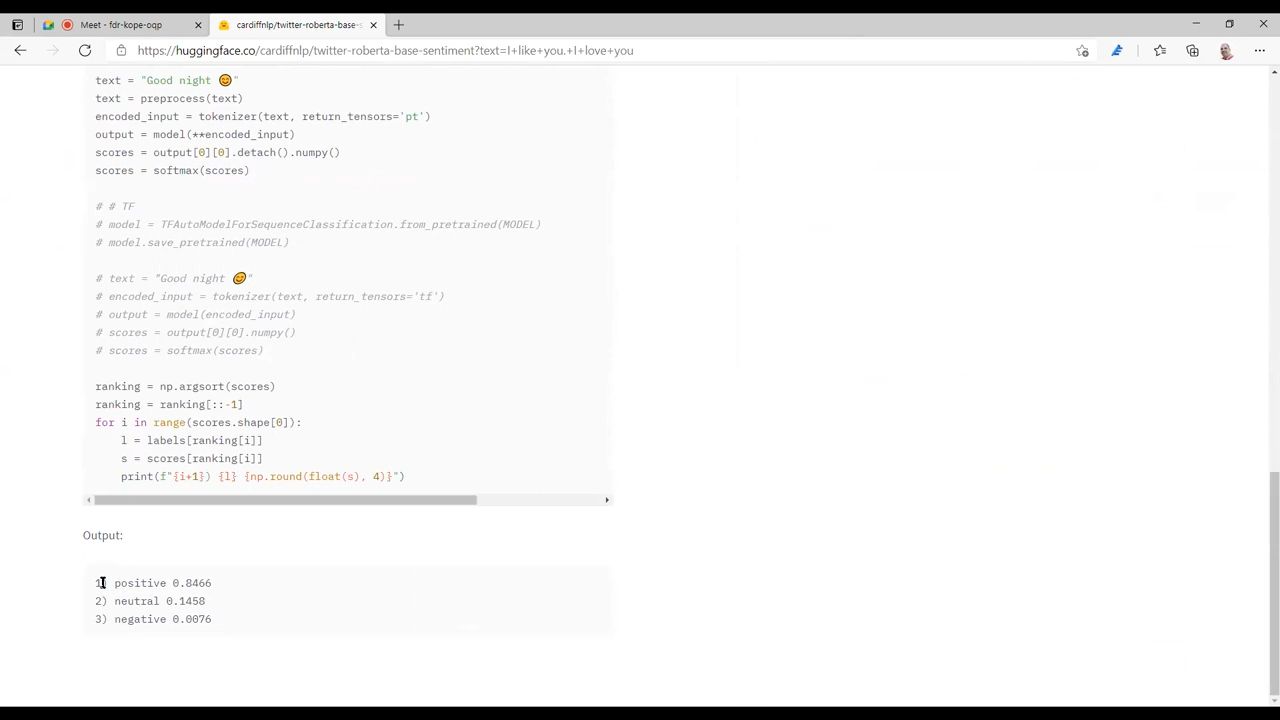 Meet - fdr-kope-oqp
cardiffnlp/twitter-roberta-base-s
https://huggingface.co/cardiffnlp/twitter-roberta-base-sentiment?text=I+like+you.+I+love+you
text = "Good night 😊"
text = preprocess(text)
encoded_input = tokenizer(text, return_tensors='pt')
output = model(**encoded_input)
scores = output[0][0].detach().numpy()
scores = softmax(scores)
# # TF
# model = TFAutoModelForSequenceClassification.from_pretrained(MODEL)
# model.save_pretrained(MODEL)
# text = "Good night 😊"
# encoded_input = tokenizer(text, return_tensors='tf')
# output = model(encoded_input)
# scores = output[0][0].numpy()
# scores = softmax(scores)
ranking = np.argsort(scores)
ranking = ranking[::-1]
for i in range(scores.shape[0]):
l = labels[ranking[i]]
s = scores[ranking[i]]
print(f"{i+1}) {l} {np.round(float(s), 4)}")
Output:
1) positive 0.8466
2) neutral 0.1458
3) negative 0.0076